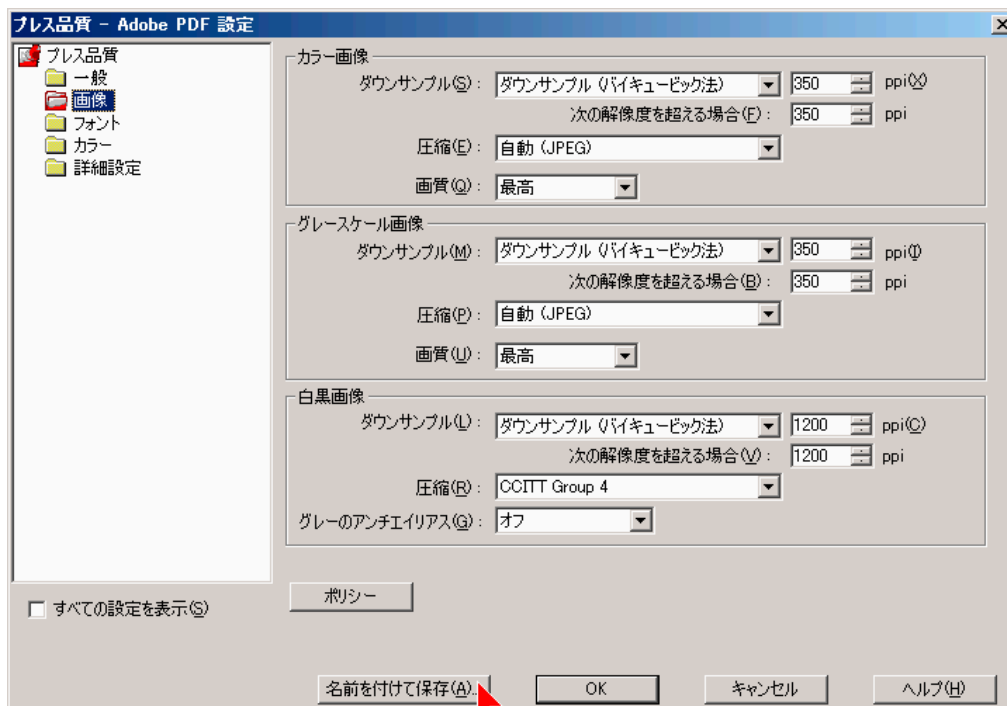 プレス品質 - Adobe PDF 設定
プレス品質
一般
画像
フォント
カラー
詳細設定
すべての設定を表示(S)
カラー画像
ダウンサンプル(S): ダウンサンプル (バイキュービック法) 350 ppi(X)
次の解像度を超える場合(F): 350 ppi
圧縮(E): 自動 (JPEG)
画質(Q): 最高
グレースケール画像
ダウンサンプル(M): ダウンサンプル (バイキュービック法) 350 ppi(I)
次の解像度を超える場合(B): 350 ppi
圧縮(P): 自動 (JPEG)
画質(U): 最高
白黒画像
ダウンサンプル(L): ダウンサンプル (バイキュービック法) 1200 ppi(C)
次の解像度を超える場合(V): 1200 ppi
圧縮(R): CCITT Group 4
グレーのアンチエイリアス(G): オフ
ポリシー
名前を付けて保存(A)... OK キャンセル ヘルプ(H)